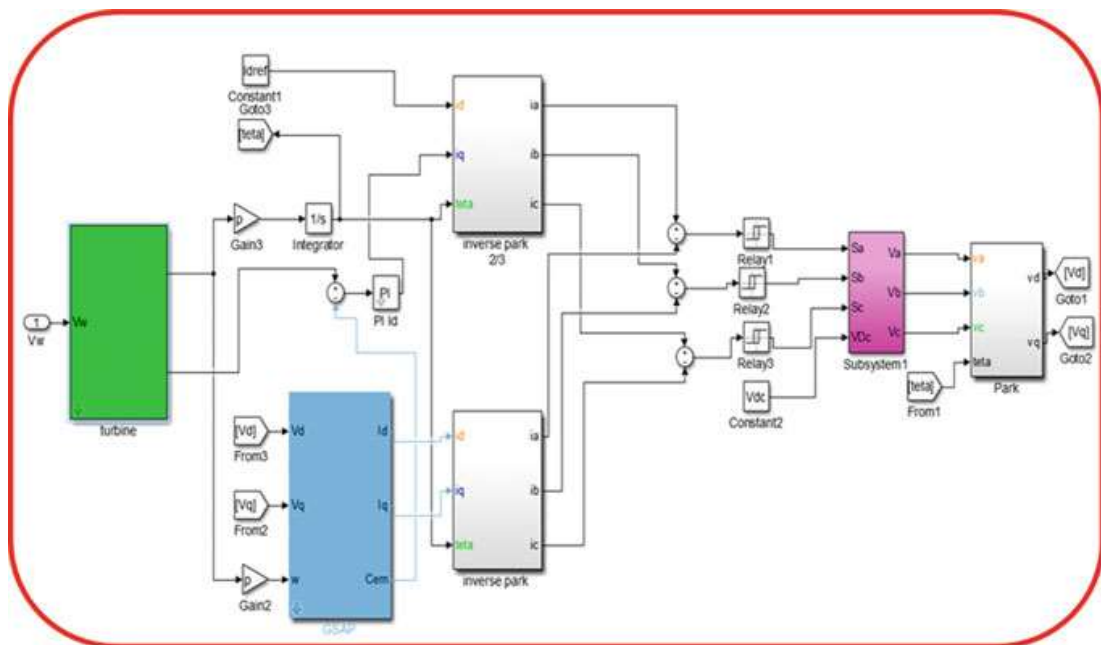 Idref
Constant1
Goto3
[teta]
p
Gain3
1/s
Integrator
id
iq
teta
ia
ib
ic
inverse park
2/3
PI
PI Id
1
Vw
Vw
turbine
[Vd]
From3
[Vq]
From2
p
Gain2
Vd
Vq
w
Id
Iq
Cem
GSAP
id
iq
teta
ia
ib
ic
inverse park
Relay1
Relay2
Relay3
Vdc
Constant2
Sa
Sb
Sc
VDc
Va
Vb
Vc
Subsystem1
[teta]
From1
va
vb
vc
teta
vd
vq
Park
[Vd]
Goto1
[Vq]
Goto2